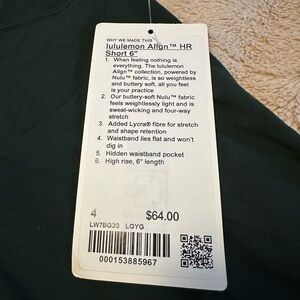 WHY WE MADE THIS
lululemon Align™ HR
Short 6"
1. When feeling nothing is
everything. The lululemon
Align™ collection, powered by
Nulu™ fabric, is so weightless
and buttery soft, all you feel
is your practice
2. Our buttery-soft Nulu™ fabric
feels weightlessly light and is
sweat-wicking and four-way
stretch
3. Added Lycra® fibre for stretch
and shape retention
4. Waistband lies flat and won't
dig in
5. Hidden waistband pocket
6. High rise, 6" length
4 $64.00
LW7BG3S LGYG
000153885967